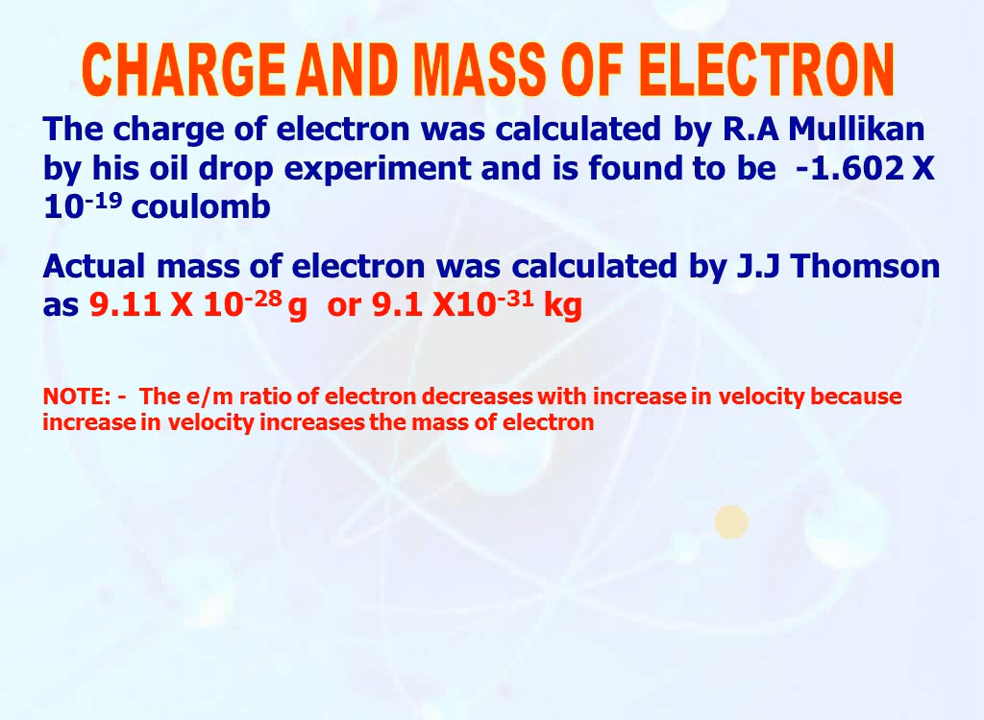 CHARGE AND MASS OF ELECTRON
The charge of electron was calculated by R.A Mullikan
by his oil drop experiment and is found to be -1.602 X
10⁻¹⁹ coulomb
Actual mass of electron was calculated by J.J Thomson
as 9.11 X 10⁻²⁸ g or 9.1 X10⁻³¹ kg
NOTE: - The e/m ratio of electron decreases with increase in velocity because
increase in velocity increases the mass of electron